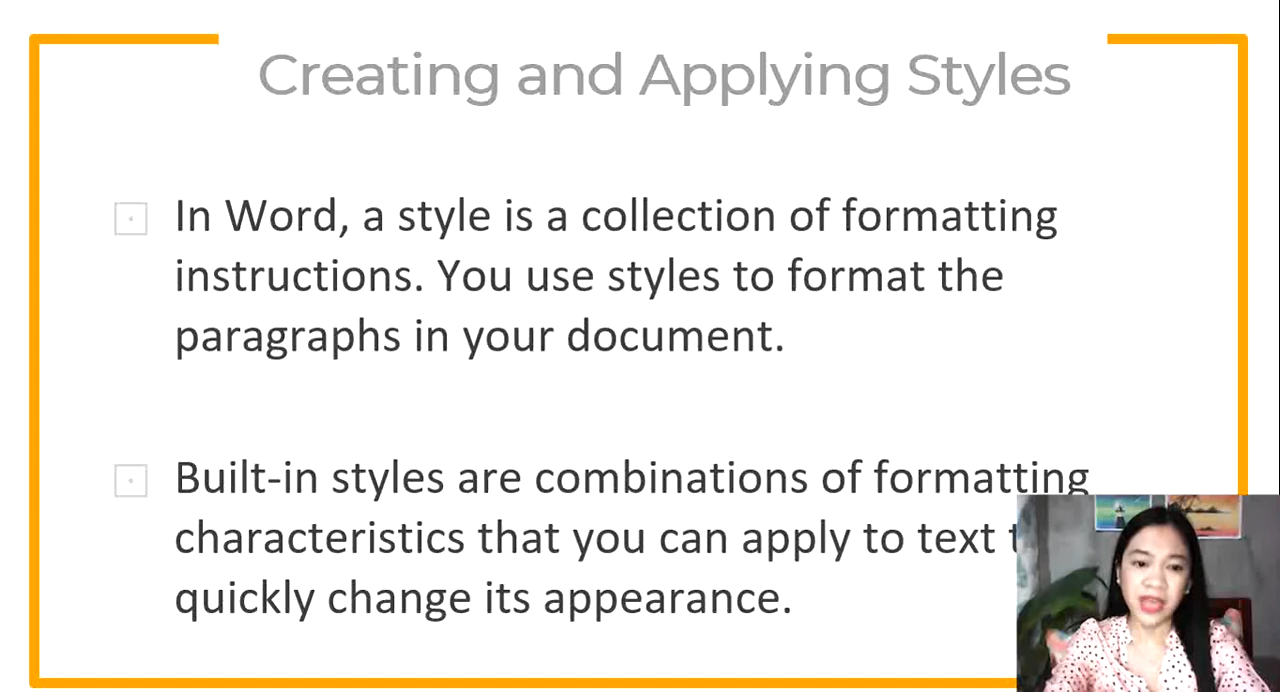 Creating and Applying Styles
In Word, a style is a collection of formatting
instructions. You use styles to format the
paragraphs in your document.
Built-in styles are combinations of formatting
characteristics that you can apply to text
quickly change its appearance.